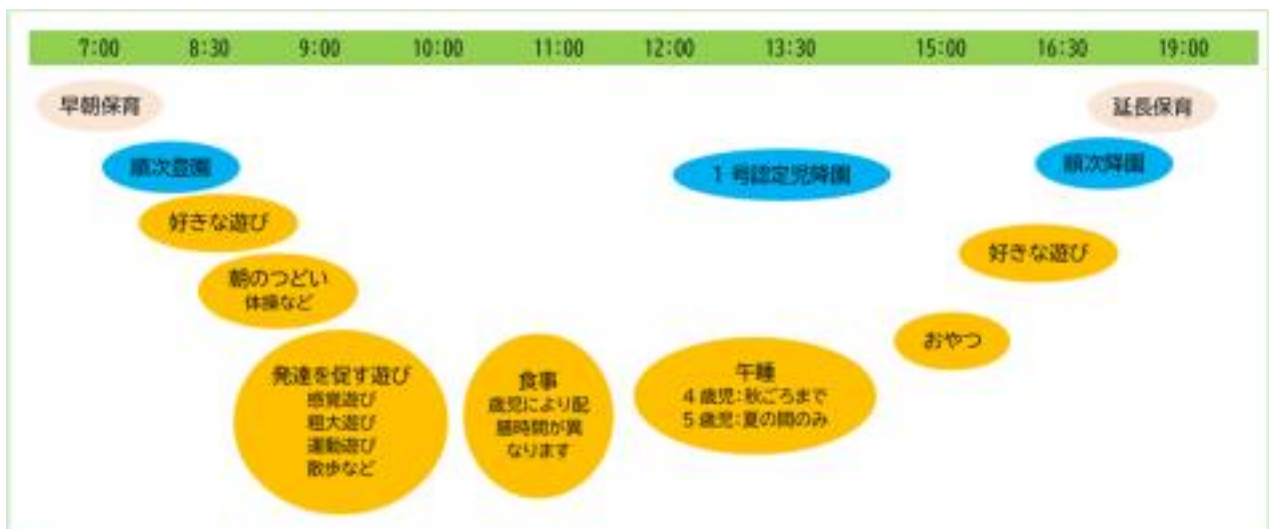 7:00 8:30 9:00 10:00 11:00 12:00 13:30 15:00 16:30 19:00
早朝保育
延長保育
順次登園
1 号認定児降園
順次降園
好きな遊び
好きな遊び
朝のつどい
体操など
おやつ
発達を促す遊び
感覚遊び
粗大遊び
運動遊び
散歩など
食事
歳児により配
膳時間が異
なります
午睡
4 歳児:秋ごろまで
5 歳児:夏の間のみ